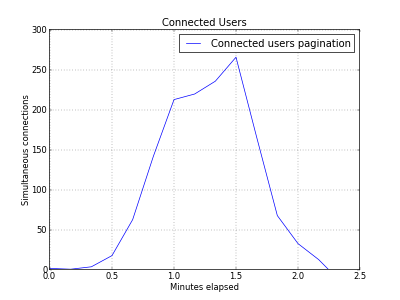 Connected Users
Connected users pagination
300
250
200
150
100
50
0
Simultaneous connections
0.0 0.5 1.0 1.5 2.0 2.5
Minutes elapsed